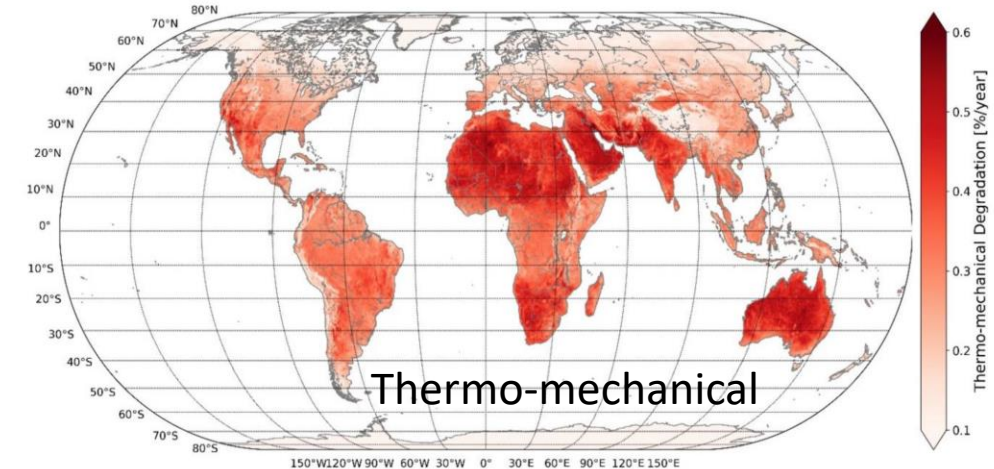 80°N
70°N
60°N
50°N
40°N
30°N
20°N
10°N
0°
10°S
20°S
30°S
40°S
50°S
60°S
70°S
80°S
150°W120°W 90°W 60°W 30°W 0° 30°E 60°E 90°E 120°E 150°E
Thermo-mechanical
0.6
0.5
0.4
0.3
0.2
0.1
Thermo-mechanical Degradation [%/year]